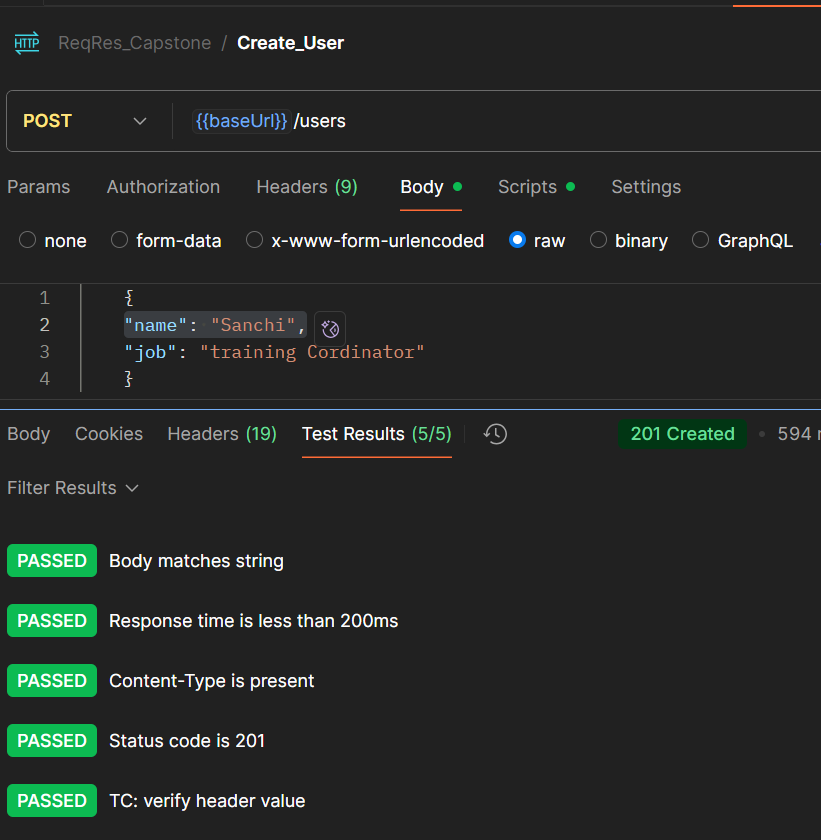 HTTP ReqRes_Capstone / Create_User
POST {{baseUrl}} /users
Params Authorization Headers (9) Body Scripts Settings
none form-data x-www-form-urlencoded raw binary GraphQL
1 {
2 "name": "Sanchi",
3 "job": "training Cordinator"
4 }
Body Cookies Headers (19) Test Results (5/5) 201 Created • 594
Filter Results
PASSED Body matches string
PASSED Response time is less than 200ms
PASSED Content-Type is present
PASSED Status code is 201
PASSED TC: verify header value